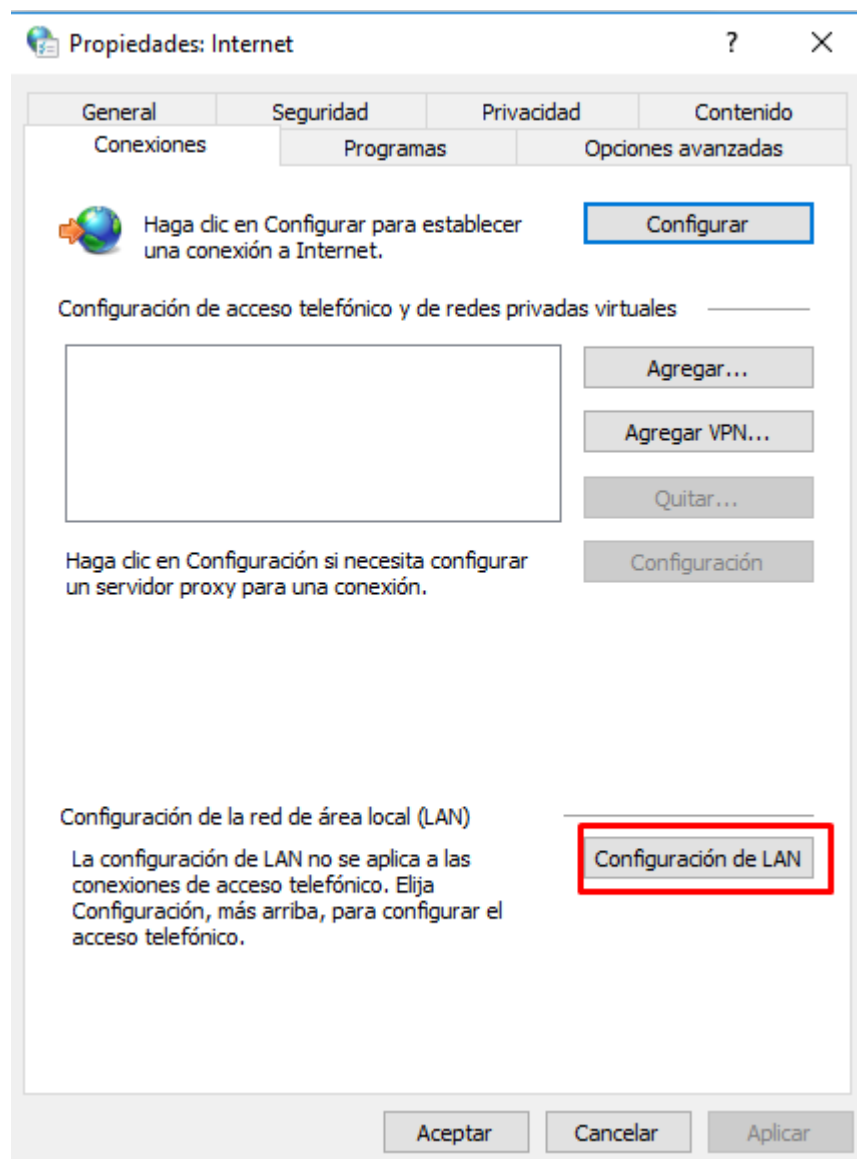 Propiedades: Internet
?
General
Seguridad
Privacidad
Contenido
Conexiones
Programas
Opciones avanzadas
Haga clic en Configurar para establecer
una conexión a Internet.
Configurar
Configuración de acceso telefónico y de redes privadas virtuales
Agregar...
Agregar VPN...
Quitar...
Haga clic en Configuración si necesita configurar
un servidor proxy para una conexión.
Configuración
Configuración de la red de área local (LAN)
La configuración de LAN no se aplica a las
conexiones de acceso telefónico. Elija
Configuración, más arriba, para configurar el
acceso telefónico.
Configuración de LAN
Aceptar
Cancelar
Aplicar